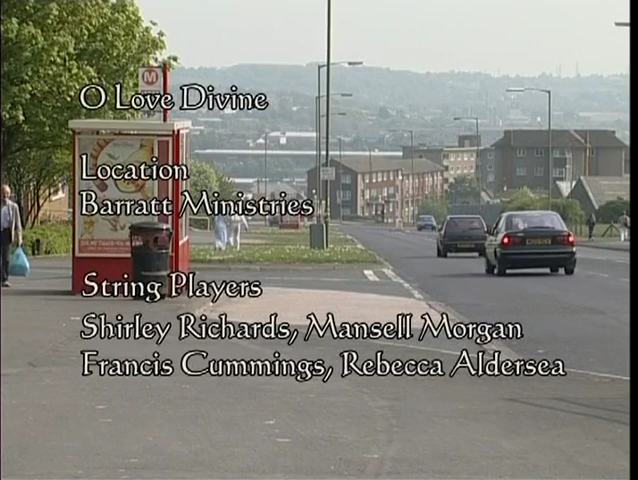 M
O Love Divine
Location
Barratt Ministries
String Players
Shirley Richards, Mansell Morgan
Francis Cummings, Rebecca Aldersea